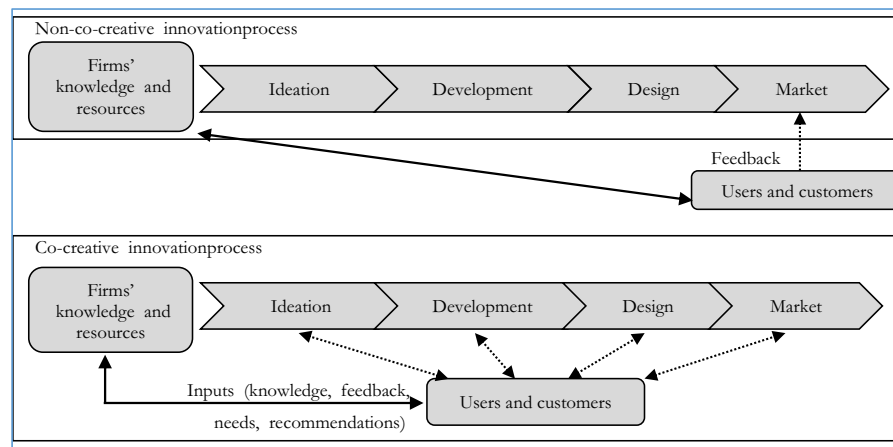 Non-co-creative innovationprocess
Firms'
knowledge and
resources
Ideation
Development
Design
Market
Feedback
Users and customers
Co-creative innovationprocess
Firms'
knowledge and
resources
Ideation
Development
Design
Market
Inputs (knowledge, feedback,
needs, recommendations)
Users and customers